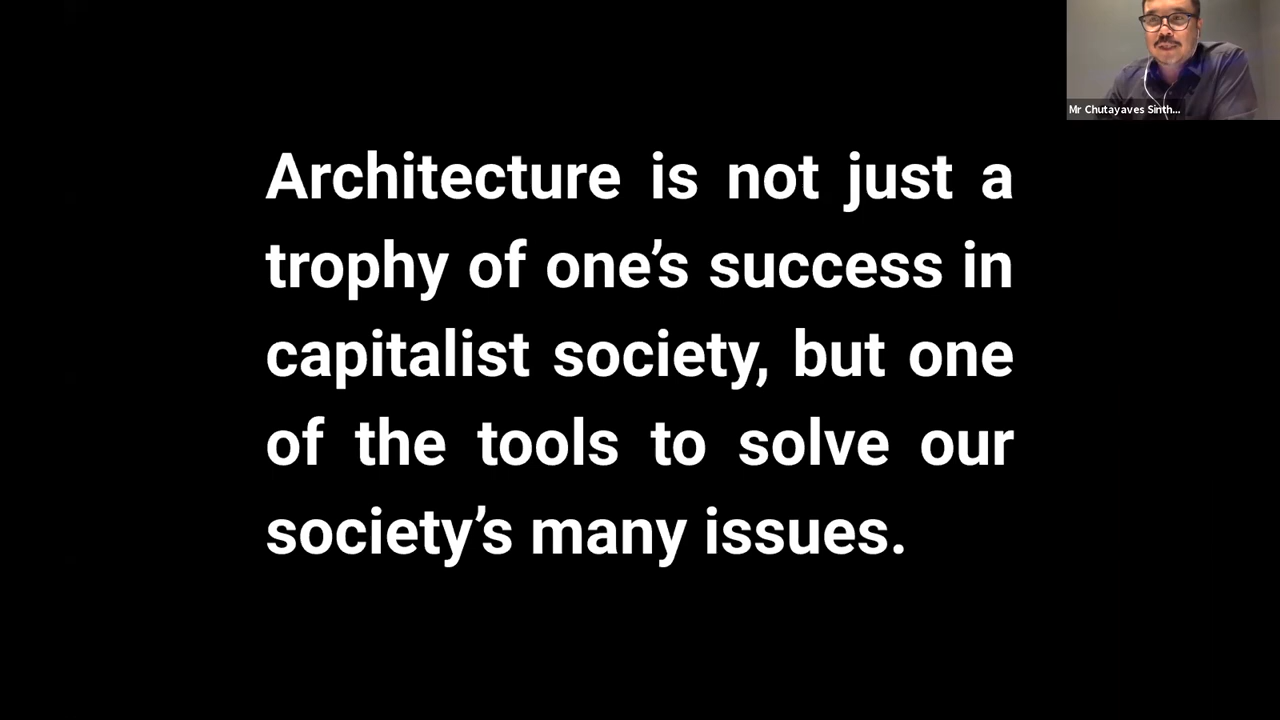 Mr Chutayaves Sinth...
Architecture is not just a
trophy of one’s success in
capitalist society, but one
of the tools to solve our
society’s many issues.